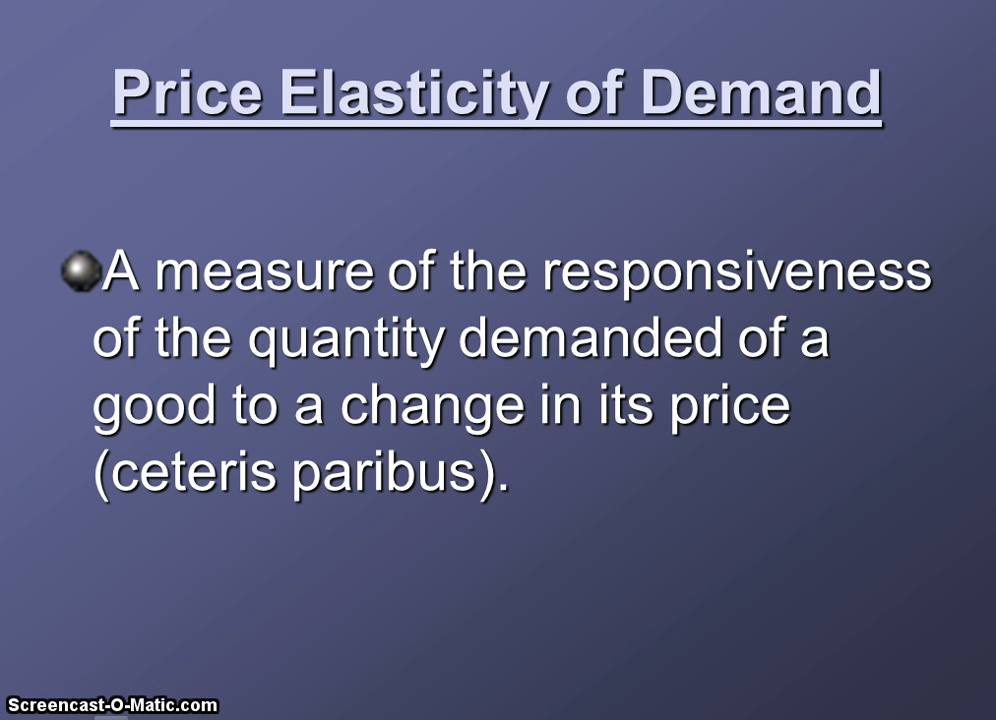 Price Elasticity of Demand
A measure of the responsiveness
of the quantity demanded of a
good to a change in its price
(ceteris paribus).
Screencast-O-Matic.com